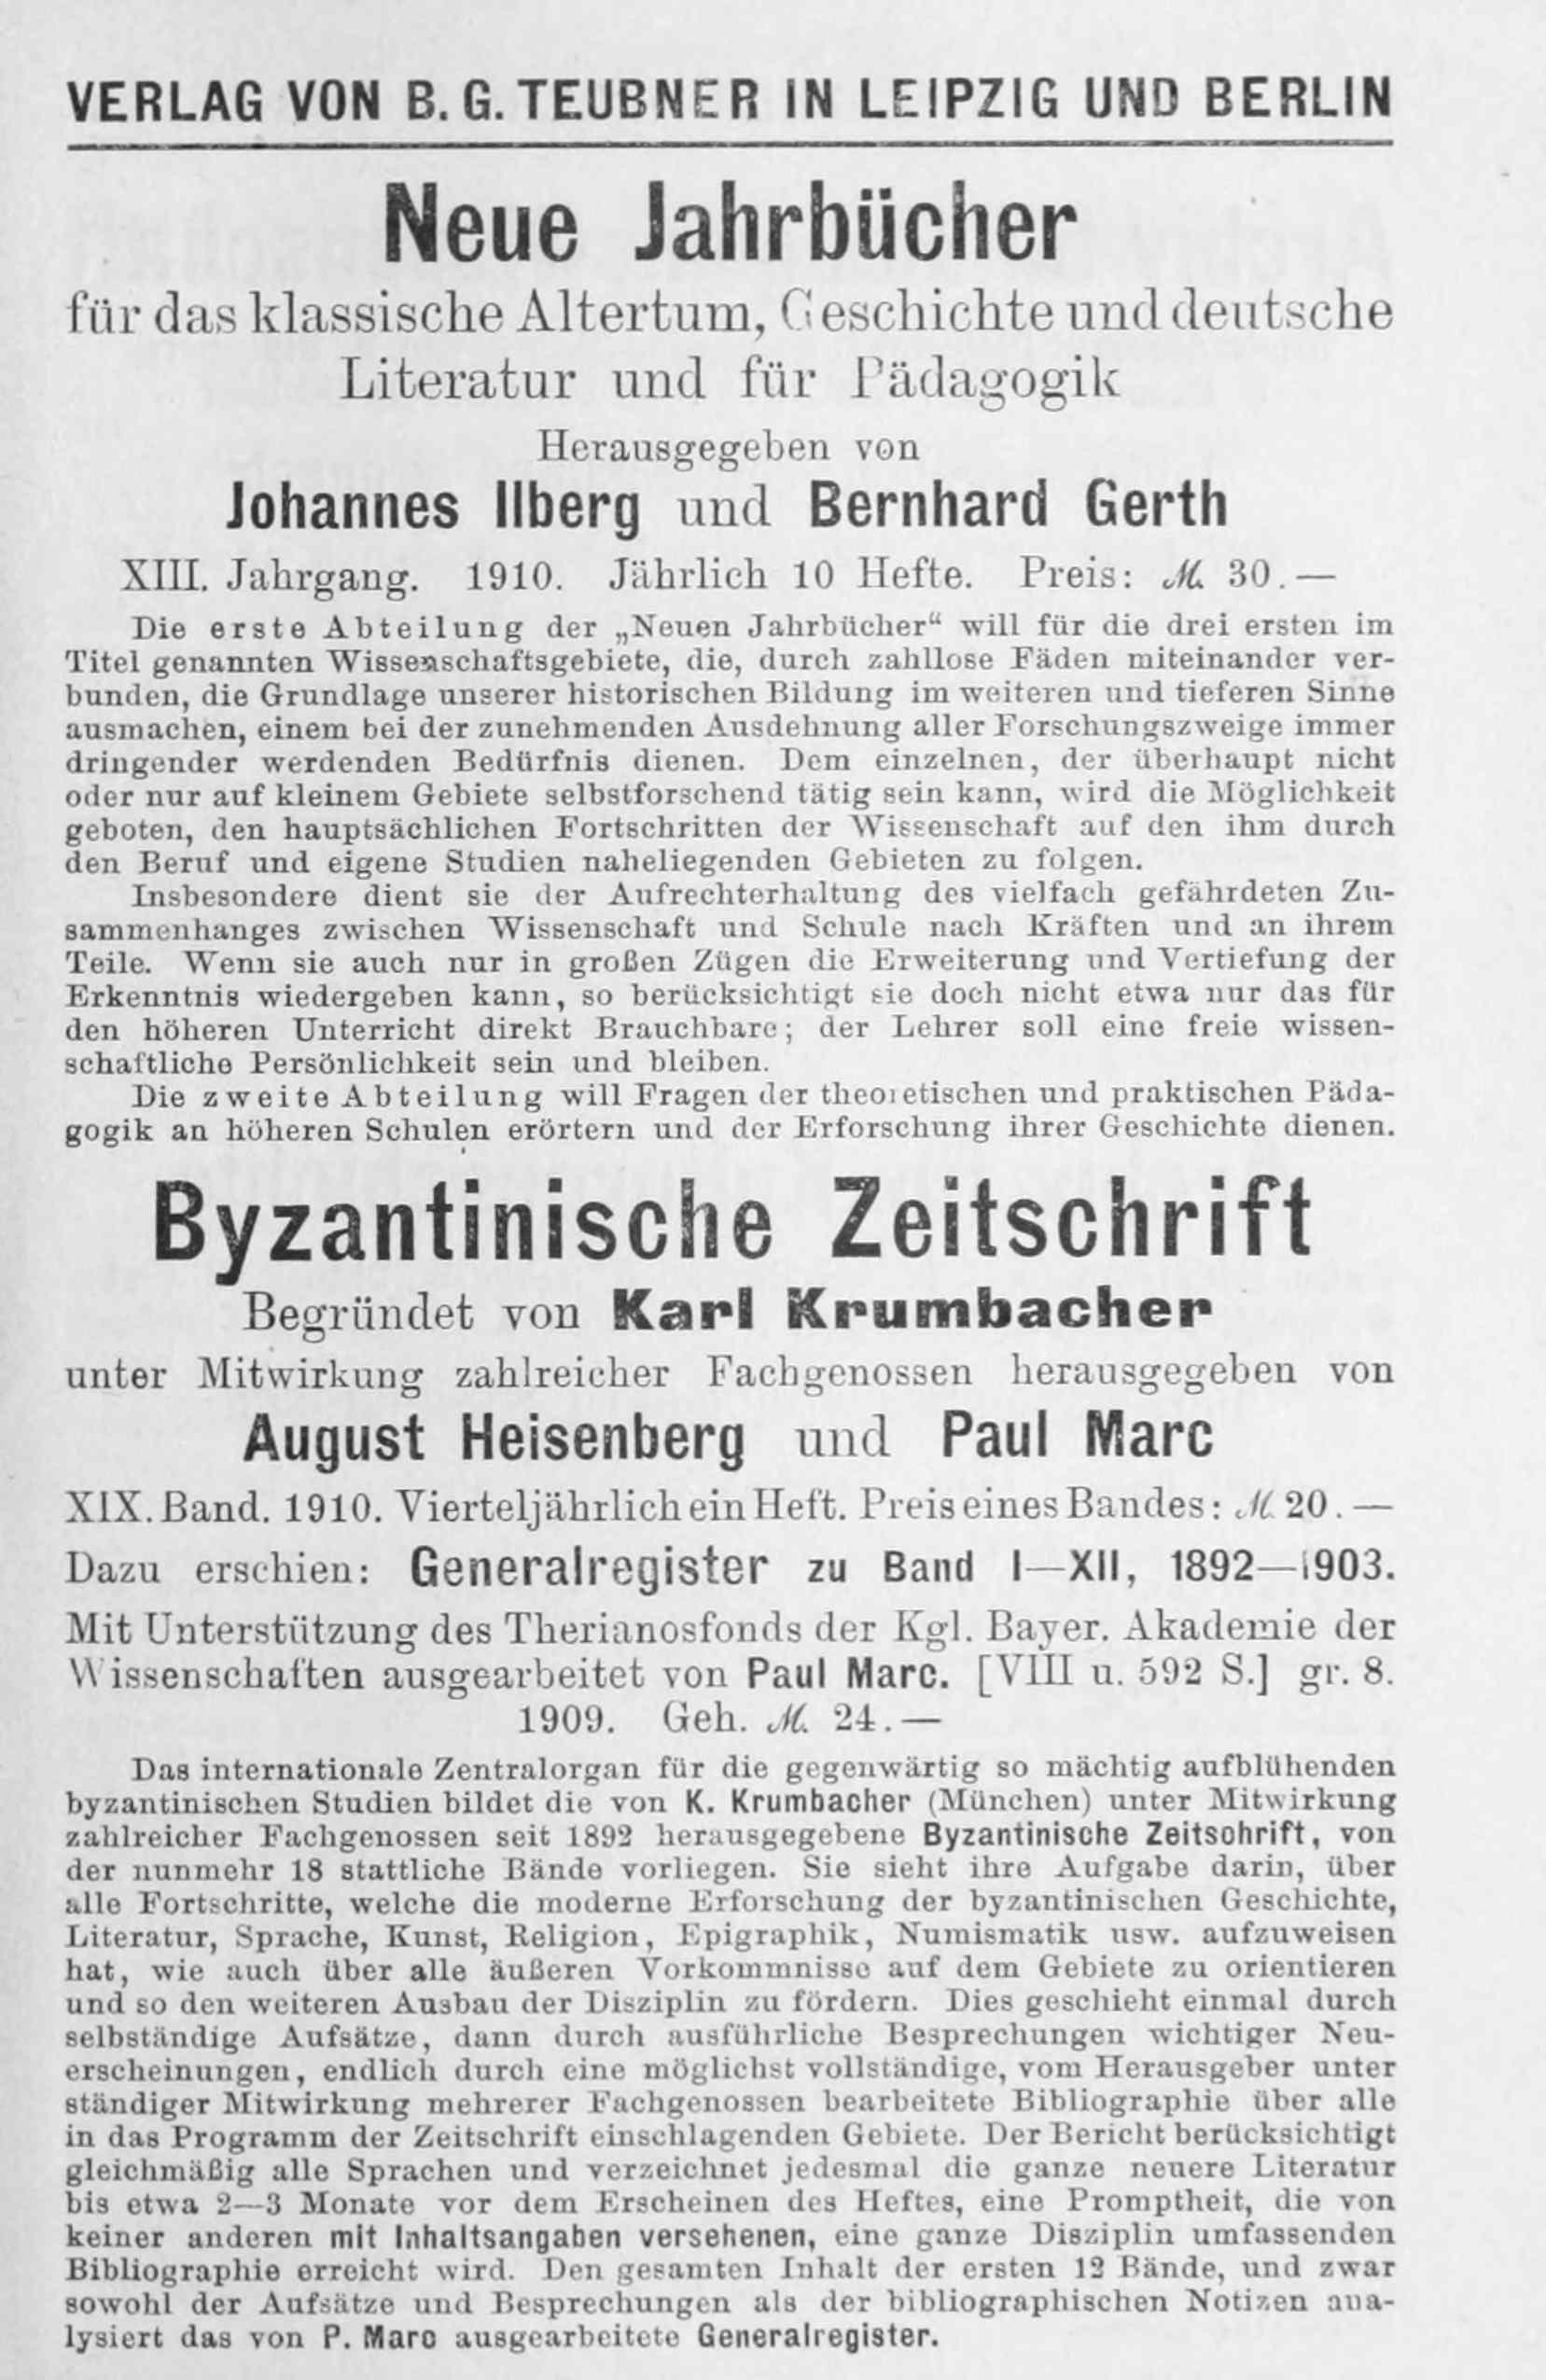 VERLAG VON B. G. TEUBNER IN LEIPZIG UND BERLIN
Neue Jahrbücher
für das klassische Altertum, Geschichte und deutsche
Literatur und für Pädagogik
Herausgegeben von
Johannes Ilberg und Bernhard Gerth
XIII. Jahrgang. 1910. Jährlich 10 Hefte. Preis: ℳ 30.—
Die erste Abteilung der „Neuen Jahrbücher“ will für die drei ersten im
Titel genannten Wissenschaftsgebiete, die, durch zahllose Fäden miteinander ver-
bunden, die Grundlage unserer historischen Bildung im weiteren und tieferen Sinne
ausmachen, einem bei der zunehmenden Ausdehnung aller Forschungszweige immer
dringender werdenden Bedürfnis dienen. Dem einzelnen, der überhaupt nicht
oder nur auf kleinem Gebiete selbstforschend tätig sein kann, wird die Möglichkeit
geboten, den hauptsächlichen Fortschritten der Wissenschaft auf den ihm durch
den Beruf und eigene Studien naheliegenden Gebieten zu folgen.
Insbesondere dient sie der Aufrechterhaltung des vielfach gefährdeten Zu-
sammenhanges zwischen Wissenschaft und Schule nach Kräften und an ihrem
Teile. Wenn sie auch nur in großen Zügen die Erweiterung und Vertiefung der
Erkenntnis wiedergeben kann, so berücksichtigt sie doch nicht etwa nur das für
den höheren Unterricht direkt Brauchbare; der Lehrer soll eine freie wissen-
schaftliche Persönlichkeit sein und bleiben.
Die zweite Abteilung will Fragen der theoretischen und praktischen Päda-
gogik an höheren Schulen erörtern und der Erforschung ihrer Geschichte dienen.
Byzantinische Zeitschrift
Begründet von Karl Krumbacher
unter Mitwirkung zahlreicher Fachgenossen herausgegeben von
August Heisenberg und Paul Marc
XIX. Band. 1910. Vierteljährlich ein Heft. Preis eines Bandes: ℳ 20.—
Dazu erschien: Generalregister zu Band I—XII, 1892—1903.
Mit Unterstützung des Therianosfonds der Kgl. Bayer. Akademie der
Wissenschaften ausgearbeitet von Paul Marc. [VIII u. 592 S.] gr. 8.
1909. Geh. ℳ 24.—
Das internationale Zentralorgan für die gegenwärtig so mächtig aufblühenden
byzantinischen Studien bildet die von K. Krumbacher (München) unter Mitwirkung
zahlreicher Fachgenossen seit 1892 herausgegebene Byzantinische Zeitschrift, von
der nunmehr 18 stattliche Bände vorliegen. Sie sieht ihre Aufgabe darin, über
alle Fortschritte, welche die moderne Erforschung der byzantinischen Geschichte,
Literatur, Sprache, Kunst, Religion, Epigraphik, Numismatik usw. aufzuweisen
hat, wie auch über alle äußeren Vorkommnisse auf dem Gebiete zu orientieren
und so den weiteren Ausbau der Disziplin zu fördern. Dies geschieht einmal durch
selbständige Aufsätze, dann durch ausführliche Besprechungen wichtiger Neu-
erscheinungen, endlich durch eine möglichst vollständige, vom Herausgeber unter
ständiger Mitwirkung mehrerer Fachgenossen bearbeitete Bibliographie über alle
in das Programm der Zeitschrift einschlagenden Gebiete. Der Bericht berücksichtigt
gleichmäßig alle Sprachen und verzeichnet jedesmal die ganze neuere Literatur
bis etwa 2—3 Monate vor dem Erscheinen des Heftes, eine Promptheit, die von
keiner anderen mit Inhaltsangaben versehenen, eine ganze Disziplin umfassenden
Bibliographie erreicht wird. Den gesamten Inhalt der ersten 12 Bände, und zwar
sowohl der Aufsätze und Besprechungen als der bibliographischen Notizen ana-
lysiert das von P. Marc ausgearbeitete Generalregister.